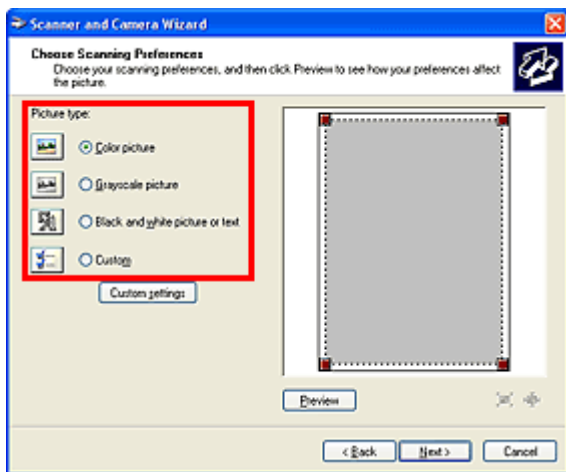 Scanner and Camera Wizard
Choose Scanning Preferences
Choose your scanning preferences, and then click Preview to see how your preferences affect
the picture.
Picture type:
Color picture
Grayscale picture
Black and white picture or text
Custom
Custom settings
Preview
< Back
Next >
Cancel